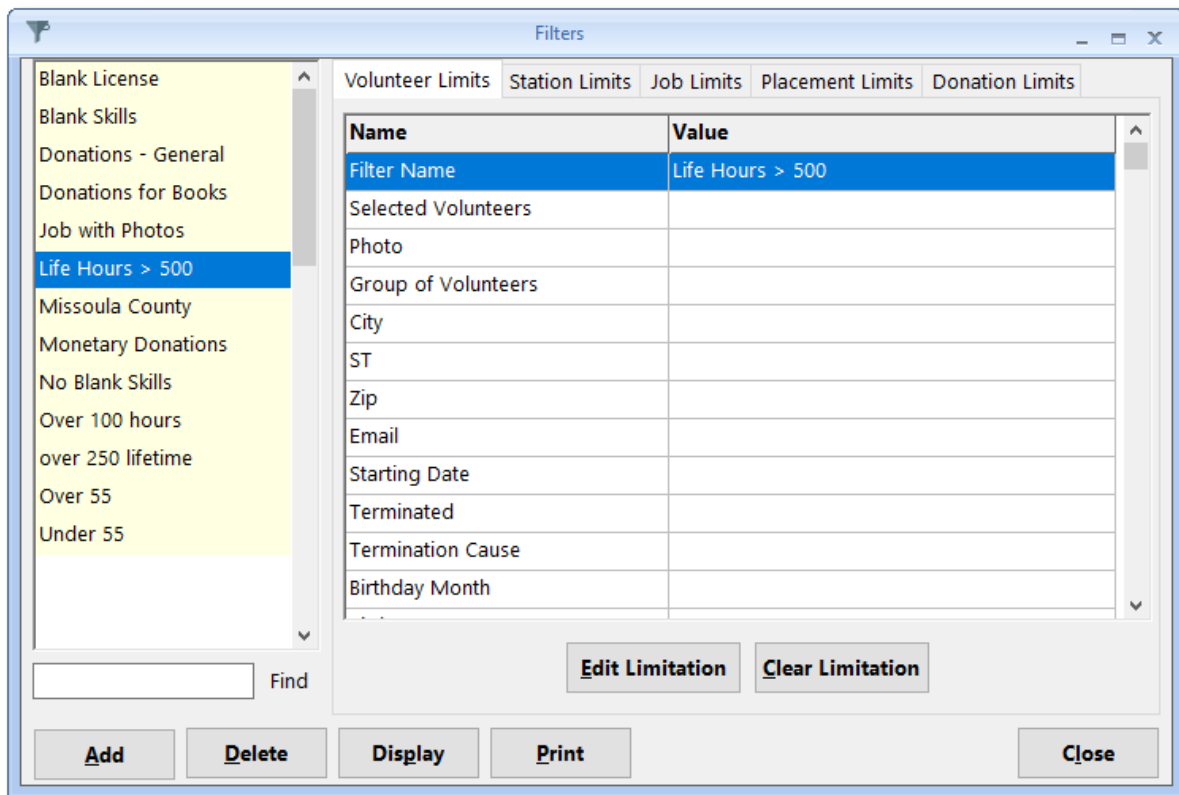 Filters
Blank License
Blank Skills
Donations - General
Donations for Books
Job with Photos
Life Hours > 500
Missoula County
Monetary Donations
No Blank Skills
Over 100 hours
over 250 lifetime
Over 55
Under 55
Find
Volunteer Limits Station Limits Job Limits Placement Limits Donation Limits
Name Value
Filter Name Life Hours > 500
Selected Volunteers
Photo
Group of Volunteers
City
ST
Zip
Email
Starting Date
Terminated
Termination Cause
Birthday Month
Edit Limitation Clear Limitation
Add Delete Display Print Close